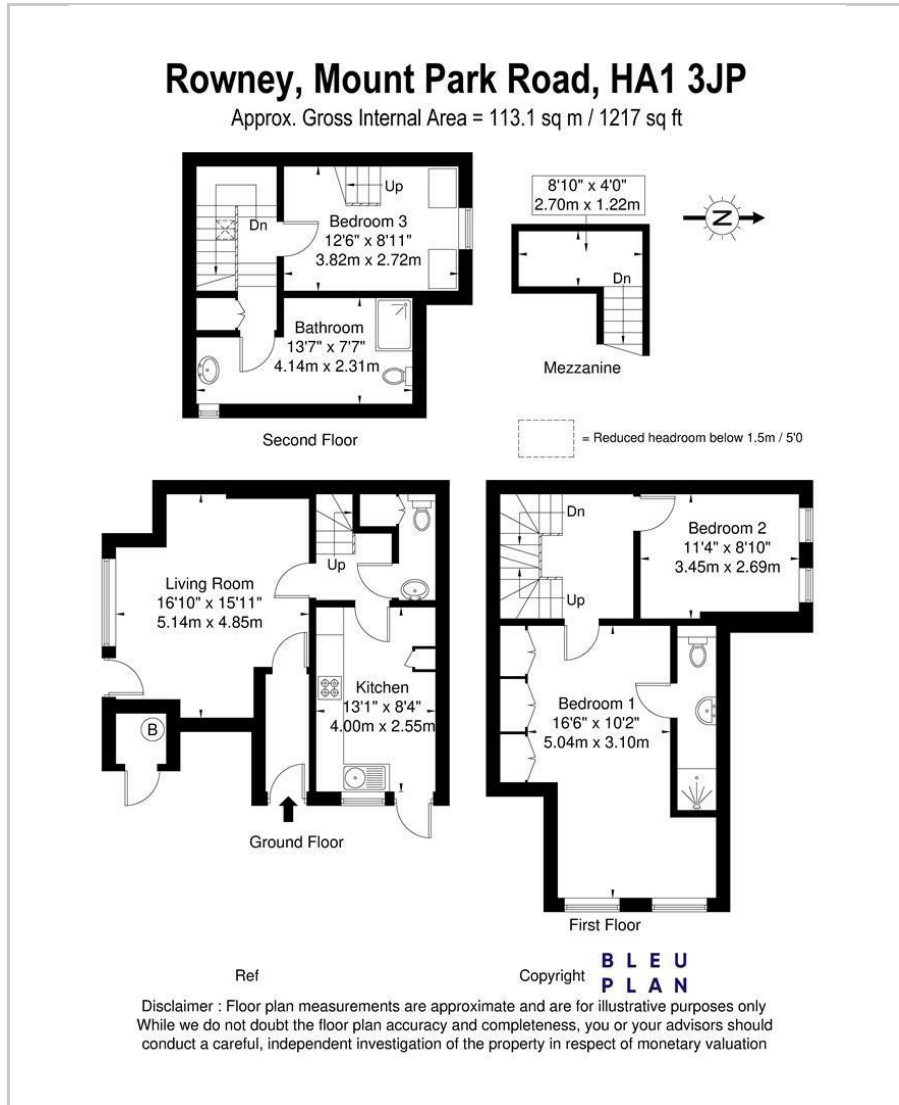 Rowney, Mount Park Road, HA1 3JP
Approx. Gross Internal Area = 113.1 sq m / 1217 sq ft
Up
Dn
Bedroom 3
12'6" x 8'11"
3.82m x 2.72m
Bathroom
13'7" x 7'7"
4.14m x 2.31m
Second Floor
8'10" x 4'0"
2.70m x 1.22m
Dn
Mezzanine
N
= Reduced headroom below 1.5m / 5'0
Living Room
16'10" x 15'11"
5.14m x 4.85m
Up
Kitchen
13'1" x 8'4"
4.00m x 2.55m
B
Ground Floor
Dn
Up
Bedroom 2
11'4" x 8'10"
3.45m x 2.69m
Bedroom 1
16'6" x 10'2"
5.04m x 3.10m
First Floor
Ref
Copyright
BLEU
PLAN
Disclaimer : Floor plan measurements are approximate and are for illustrative purposes only
While we do not doubt the floor plan accuracy and completeness, you or your advisors should
conduct a careful, independent investigation of the property in respect of monetary valuation